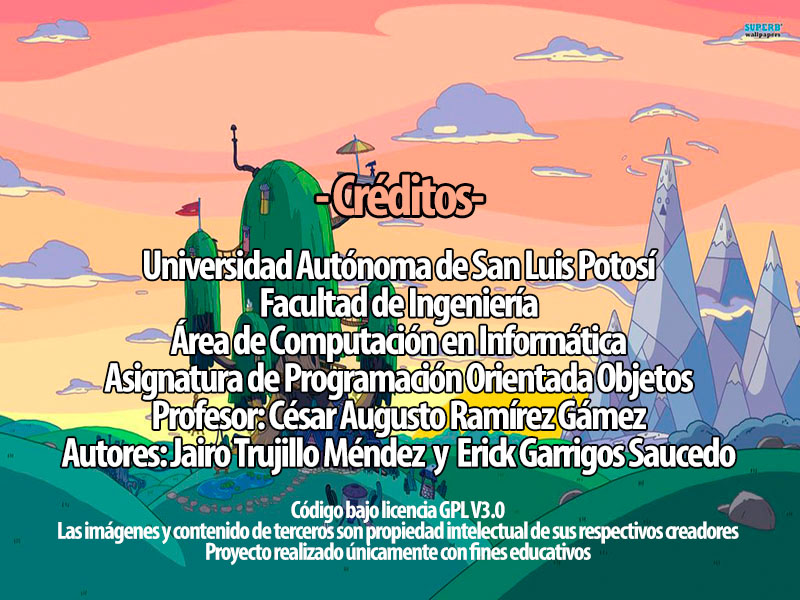 SUPERB
wallpapers
- Créditos-
Universidad Autónoma de San Luis Potosí
Facultad de Ingeniería
Área de Computación en Informática
Asignatura de Programación Orientada Objetos
Profesor: César Augusto Ramírez Gámez
Autores: Jairo Trujillo Méndez y Erick Garrigos Saucedo
Código bajo licencia GPL V3.0
Las imágenes y contenido de terceros son propiedad intelectual de sus respectivos creadores
Proyecto realizado únicamente con fines educativos